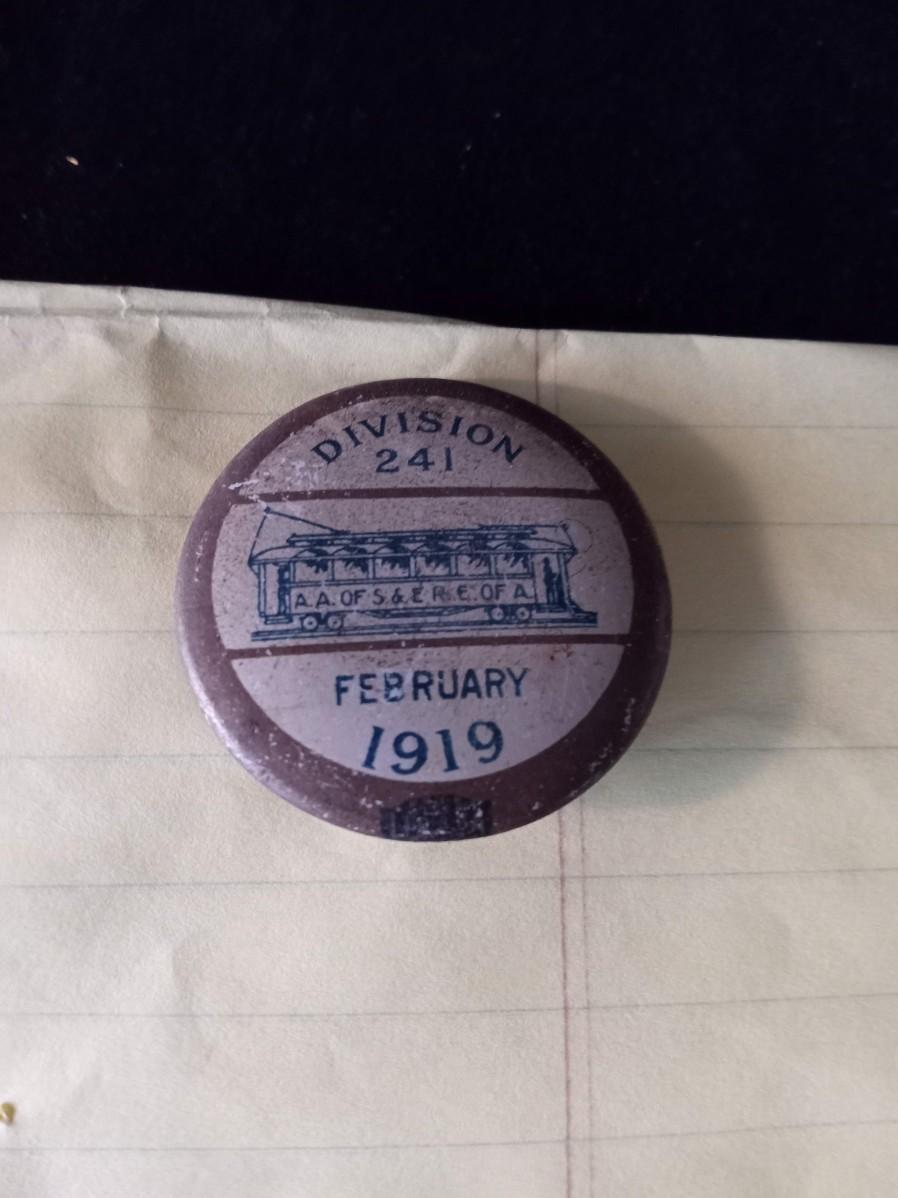 DIVISION
241
A. A. OF S & E R. E. OF A.
FEBRUARY
1919